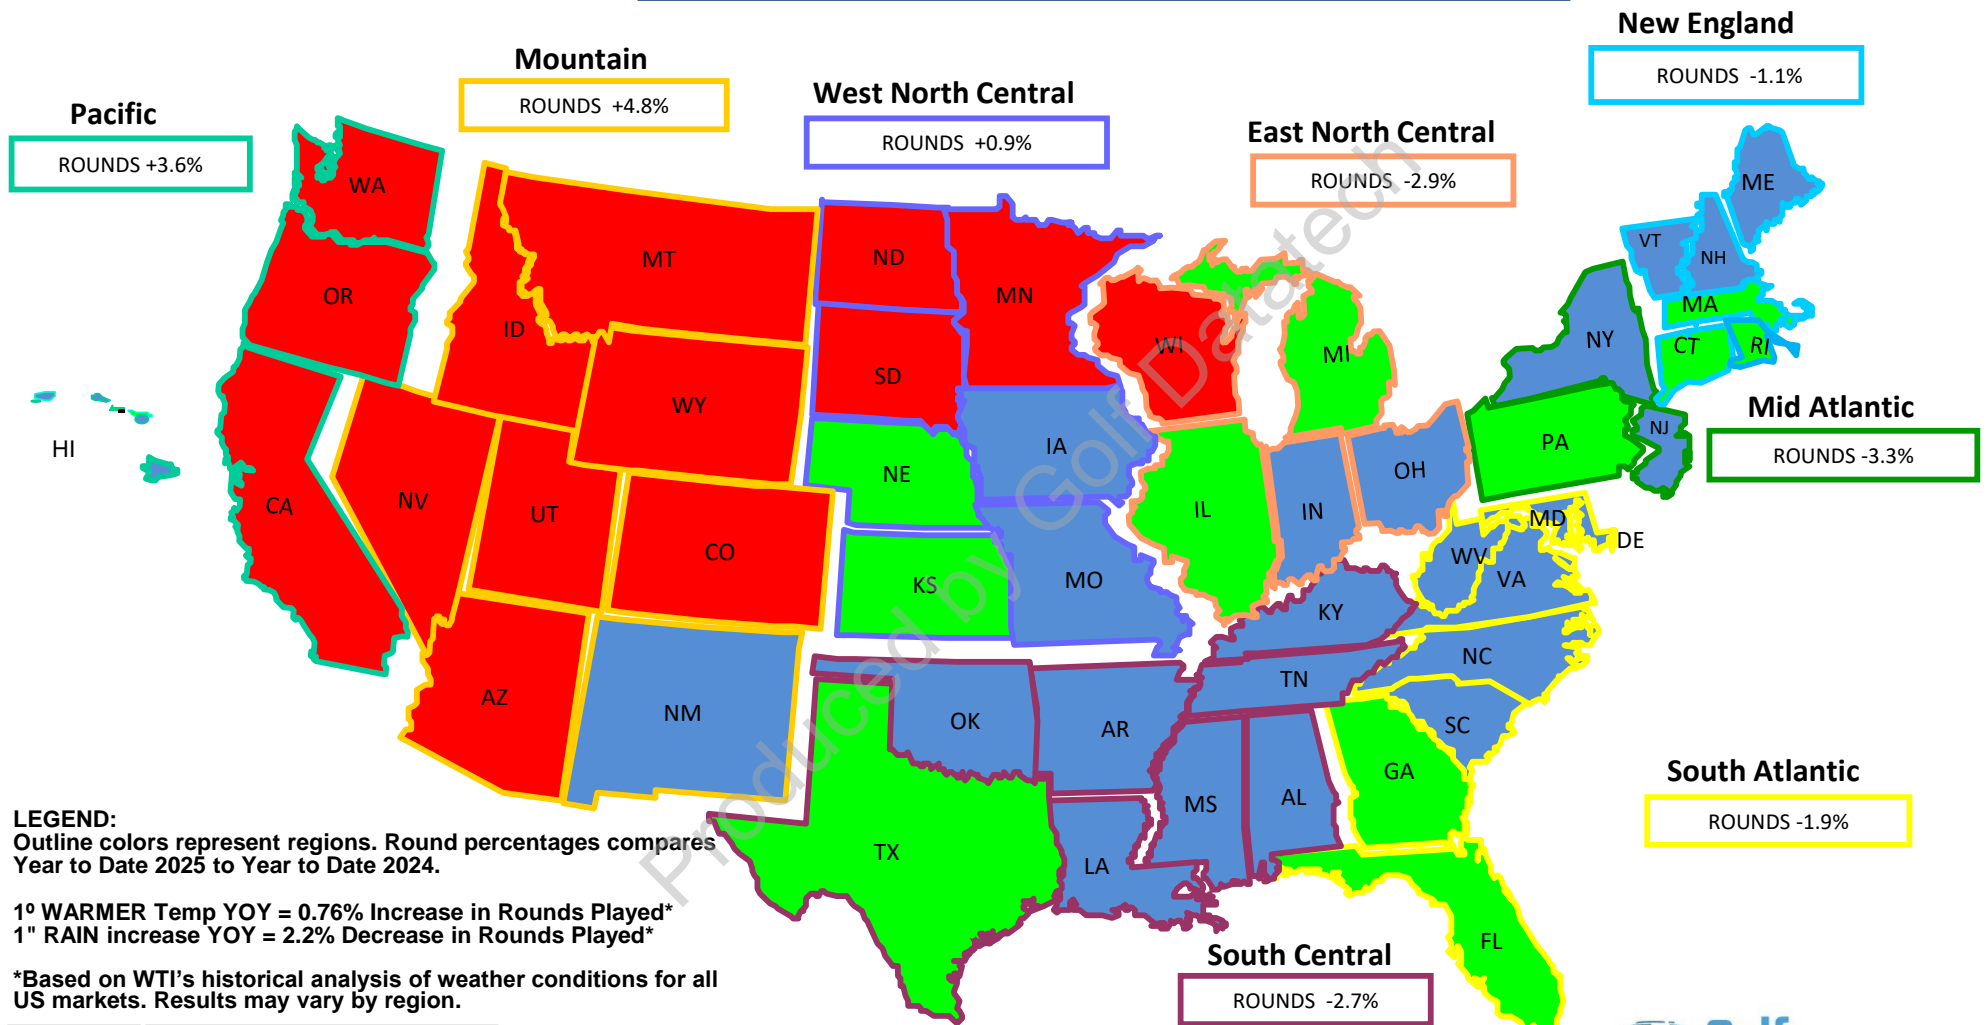 New England
ROUNDS -1.1%
Mountain
ROUNDS +4.8%
West North Central
ROUNDS +0.9%
Pacific
ROUNDS +3.6%
East North Central
ROUNDS -2.9%
WA
OR
CA
HI
MT
ID
WY
NV
UT
CO
AZ
NM
ND
SD
MN
NE
IA
KS
MO
WI
MI
IL
IN
OH
ME
VT
NH
MA
CT
RI
NY
PA
NJ
Mid Atlantic
ROUNDS -3.3%
MD
DE
WV
VA
NC
SC
GA
FL
KY
TN
OK
AR
MS
AL
LA
TX
South Atlantic
ROUNDS -1.9%
South Central
ROUNDS -2.7%
Produced by Golf Datatech
LEGEND:
Outline colors represent regions. Round percentages compares
Year to Date 2025 to Year to Date 2024.
1º WARMER Temp YOY = 0.76% Increase in Rounds Played*
1" RAIN increase YOY = 2.2% Decrease in Rounds Played*
*Based on WTI's historical analysis of weather conditions for all
US markets. Results may vary by region.